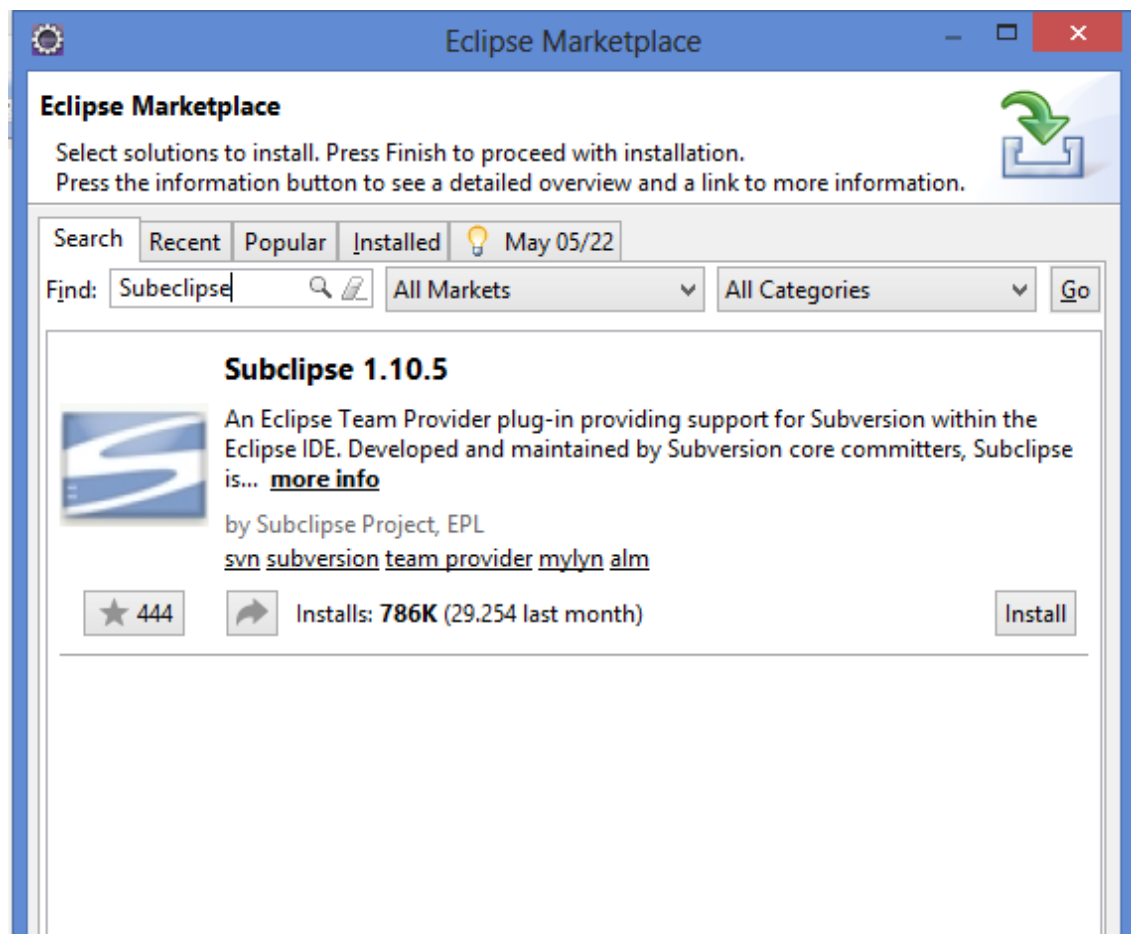 Eclipse Marketplace
Eclipse Marketplace
Select solutions to install. Press Finish to proceed with installation.
Press the information button to see a detailed overview and a link to more information.
Search Recent Popular Installed May 05/22
Find: Subeclipse All Markets All Categories Go
Subclipse 1.10.5
An Eclipse Team Provider plug-in providing support for Subversion within the
Eclipse IDE. Developed and maintained by Subversion core committers, Subclipse
is... more info
by Subclipse Project, EPL
svn subversion team provider mylyn alm
444 Installs: 786K (29.254 last month) Install